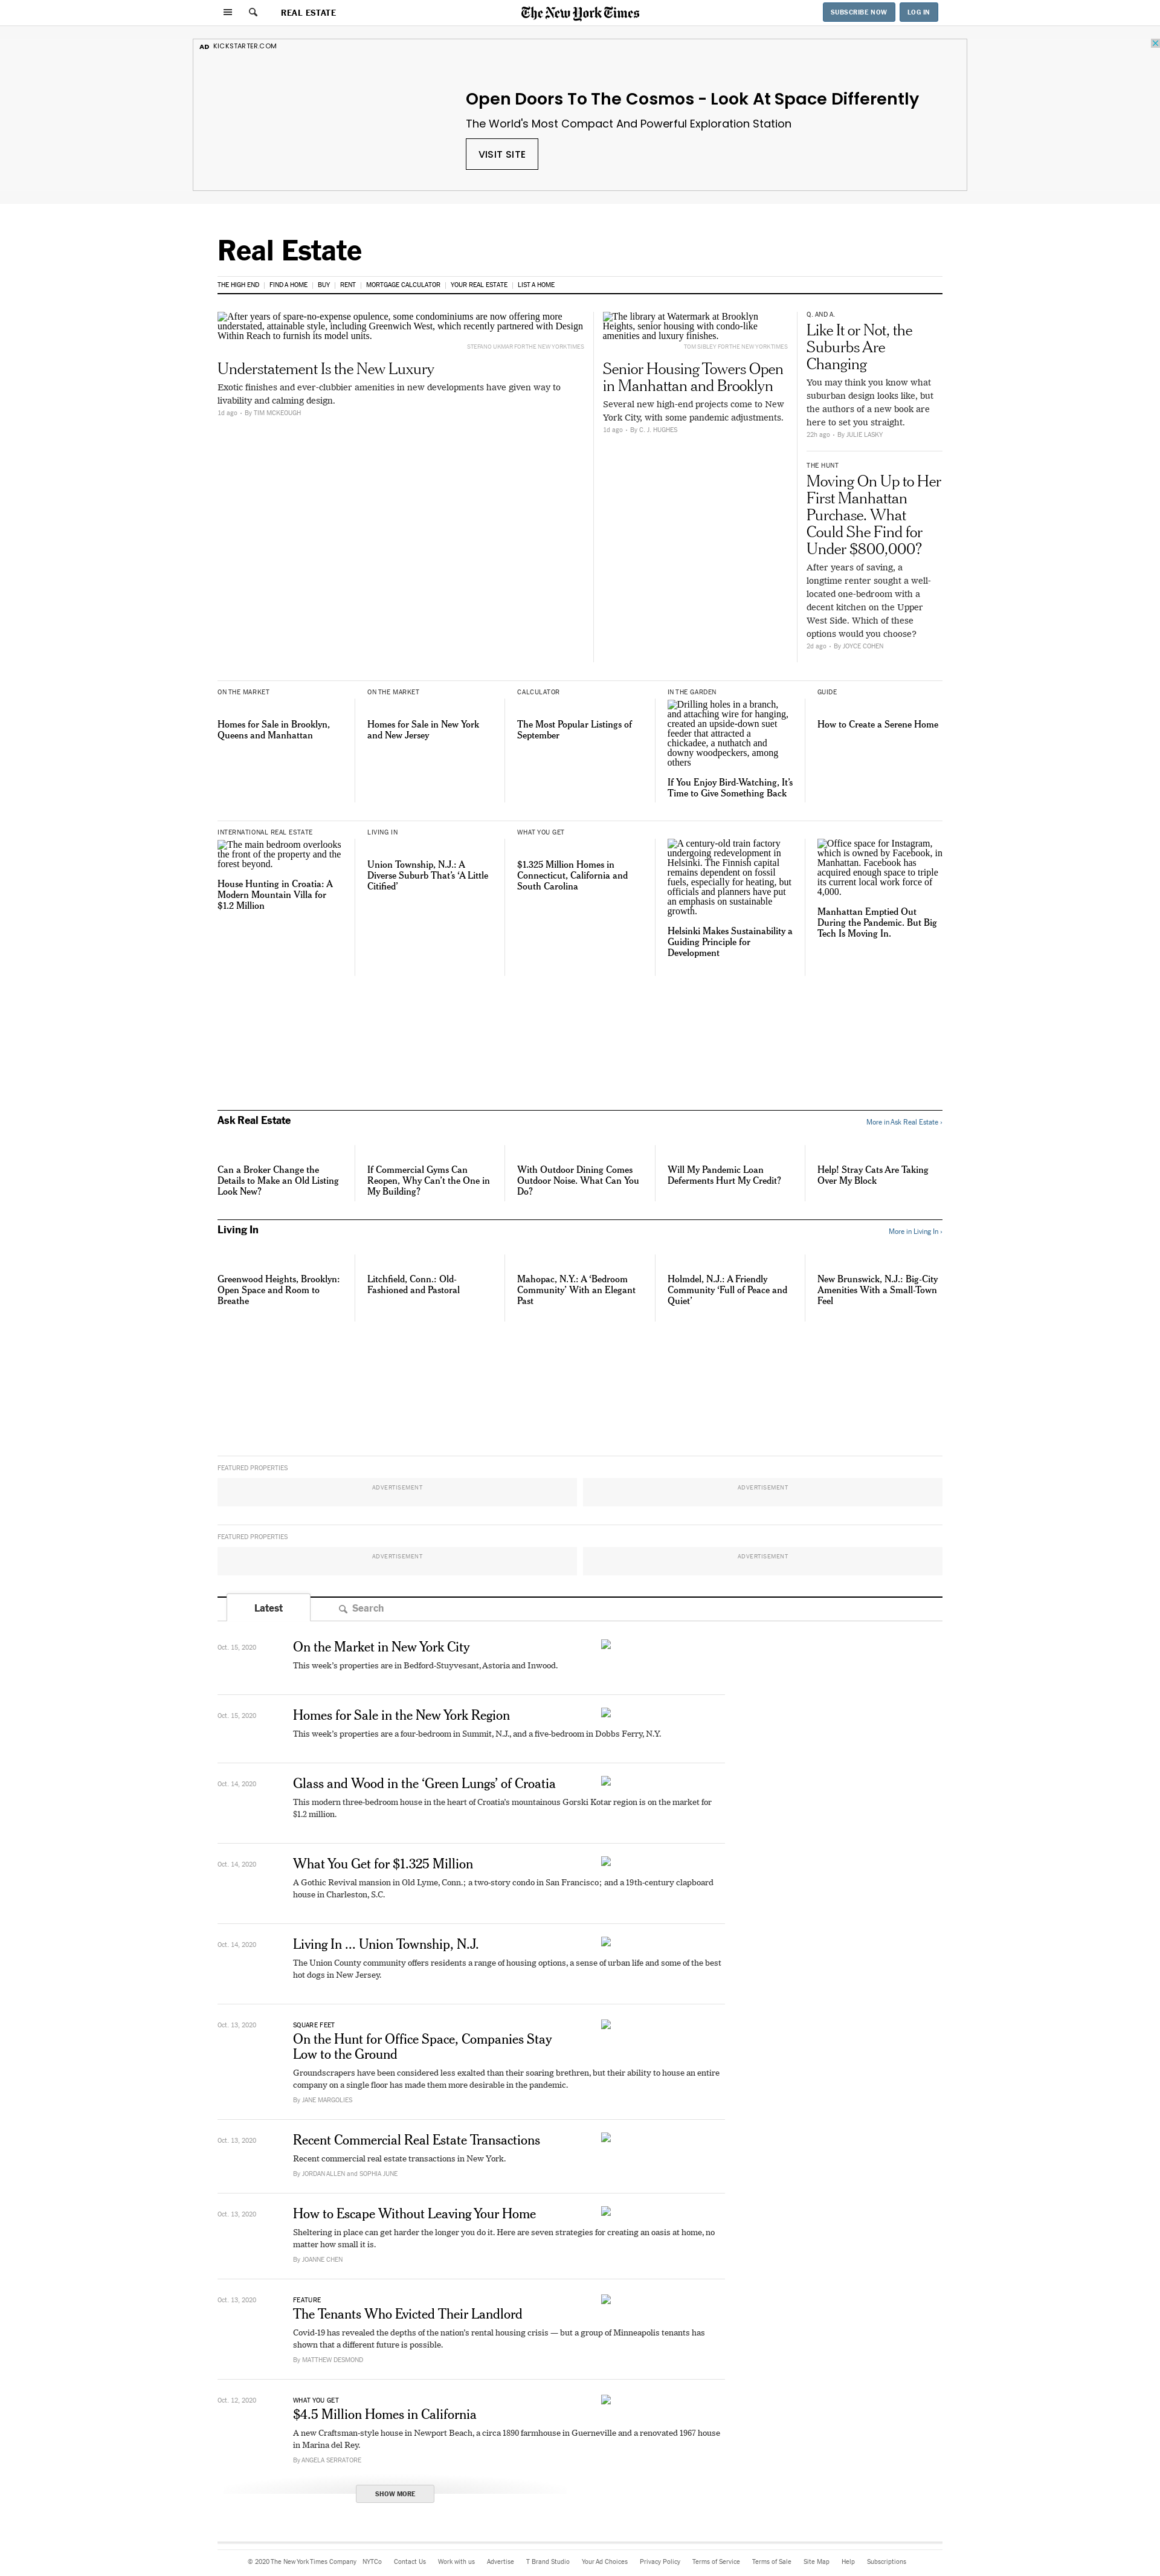 REAL ESTATE
The New York Times
SUBSCRIBE NOW
LOG IN
AD KICKSTARTER.COM
Open Doors To The Cosmos - Look At Space Differently
The World's Most Compact And Powerful Exploration Station
VISIT SITE
Real Estate
THE HIGH END | FIND A HOME | BUY | RENT | MORTGAGE CALCULATOR | YOUR REAL ESTATE | LIST A HOME
After years of spare-no-expense opulence, some condominiums are now offering more
understated, attainable style, including Greenwich West, which recently partnered with Design
Within Reach to furnish its model units.
STEFANO UKMAR FOR THE NEW YORK TIMES
Understatement Is the New Luxury
Exotic finishes and ever-clubbier amenities in new developments have given way to
livability and calming design.
1d ago • By TIM MCKEOUGH
The library at Watermark at Brooklyn
Heights, senior housing with condo-like
amenities and luxury finishes.
TOM SIBLEY FOR THE NEW YORK TIMES
Senior Housing Towers Open
in Manhattan and Brooklyn
Several new high-end projects come to New
York City, with some pandemic adjustments.
1d ago • By C. J. HUGHES
Q. AND A.
Like It or Not, the
Suburbs Are
Changing
You may think you know what
suburban design looks like, but
the authors of a new book are
here to set you straight.
22h ago • By JULIE LASKY
THE HUNT
Moving On Up to Her
First Manhattan
Purchase. What
Could She Find for
Under $800,000?
After years of saving, a
longtime renter sought a well-
located one-bedroom with a
decent kitchen on the Upper
West Side. Which of these
options would you choose?
2d ago • By JOYCE COHEN
ON THE MARKET
Homes for Sale in Brooklyn,
Queens and Manhattan
ON THE MARKET
Homes for Sale in New York
and New Jersey
CALCULATOR
The Most Popular Listings of
September
IN THE GARDEN
Drilling holes in a branch,
and attaching wire for hanging,
created an upside-down suet
feeder that attracted a
chickadee, a nuthatch and
downy woodpeckers, among
others
If You Enjoy Bird-Watching, It's
Time to Give Something Back
GUIDE
How to Create a Serene Home
INTERNATIONAL REAL ESTATE
The main bedroom overlooks
the front of the property and the
forest beyond.
House Hunting in Croatia: A
Modern Mountain Villa for
$1.2 Million
LIVING IN
Union Township, N.J.: A
Diverse Suburb That's ‘A Little
Citified’
WHAT YOU GET
$1.325 Million Homes in
Connecticut, California and
South Carolina
A century-old train factory
undergoing redevelopment in
Helsinki. The Finnish capital
remains dependent on fossil
fuels, especially for heating, but
officials and planners have put
an emphasis on sustainable
growth.
Helsinki Makes Sustainability a
Guiding Principle for
Development
Office space for Instagram,
which is owned by Facebook, in
Manhattan. Facebook has
acquired enough space to triple
its current local work force of
4,000.
Manhattan Emptied Out
During the Pandemic. But Big
Tech Is Moving In.
Ask Real Estate
More in Ask Real Estate ›
Can a Broker Change the
Details to Make an Old Listing
Look New?
If Commercial Gyms Can
Reopen, Why Can't the One in
My Building?
With Outdoor Dining Comes
Outdoor Noise. What Can You
Do?
Will My Pandemic Loan
Deferments Hurt My Credit?
Help! Stray Cats Are Taking
Over My Block
Living In
More in Living In ›
Greenwood Heights, Brooklyn:
Open Space and Room to
Breathe
Litchfield, Conn.: Old-
Fashioned and Pastoral
Mahopac, N.Y.: A ‘Bedroom
Community’ With an Elegant
Past
Holmdel, N.J.: A Friendly
Community ‘Full of Peace and
Quiet’
New Brunswick, N.J.: Big-City
Amenities With a Small-Town
Feel
FEATURED PROPERTIES
ADVERTISEMENT
ADVERTISEMENT
FEATURED PROPERTIES
ADVERTISEMENT
ADVERTISEMENT
Latest
Search
Oct. 15, 2020
On the Market in New York City
This week's properties are in Bedford-Stuyvesant, Astoria and Inwood.
Oct. 15, 2020
Homes for Sale in the New York Region
This week's properties are a four-bedroom in Summit, N.J., and a five-bedroom in Dobbs Ferry, N.Y.
Oct. 14, 2020
Glass and Wood in the ‘Green Lungs’ of Croatia
This modern three-bedroom house in the heart of Croatia's mountainous Gorski Kotar region is on the market for
$1.2 million.
Oct. 14, 2020
What You Get for $1.325 Million
A Gothic Revival mansion in Old Lyme, Conn.; a two-story condo in San Francisco; and a 19th-century clapboard
house in Charleston, S.C.
Oct. 14, 2020
Living In ... Union Township, N.J.
The Union County community offers residents a range of housing options, a sense of urban life and some of the best
hot dogs in New Jersey.
Oct. 13, 2020
SQUARE FEET
On the Hunt for Office Space, Companies Stay
Low to the Ground
Groundscrapers have been considered less exalted than their soaring brethren, but their ability to house an entire
company on a single floor has made them more desirable in the pandemic.
By JANE MARGOLIES
Oct. 13, 2020
Recent Commercial Real Estate Transactions
Recent commercial real estate transactions in New York.
By JORDAN ALLEN and SOPHIA JUNE
Oct. 13, 2020
How to Escape Without Leaving Your Home
Sheltering in place can get harder the longer you do it. Here are seven strategies for creating an oasis at home, no
matter how small it is.
By JOANNE CHEN
Oct. 13, 2020
FEATURE
The Tenants Who Evicted Their Landlord
Covid-19 has revealed the depths of the nation's rental housing crisis — but a group of Minneapolis tenants has
shown that a different future is possible.
By MATTHEW DESMOND
Oct. 12, 2020
WHAT YOU GET
$4.5 Million Homes in California
A new Craftsman-style house in Newport Beach, a circa 1890 farmhouse in Guerneville and a renovated 1967 house
in Marina del Rey.
By ANGELA SERRATORE
SHOW MORE
© 2020 The New York Times Company NYTCo Contact Us Work with us Advertise T Brand Studio Your Ad Choices Privacy Policy Terms of Service Terms of Sale Site Map Help Subscriptions